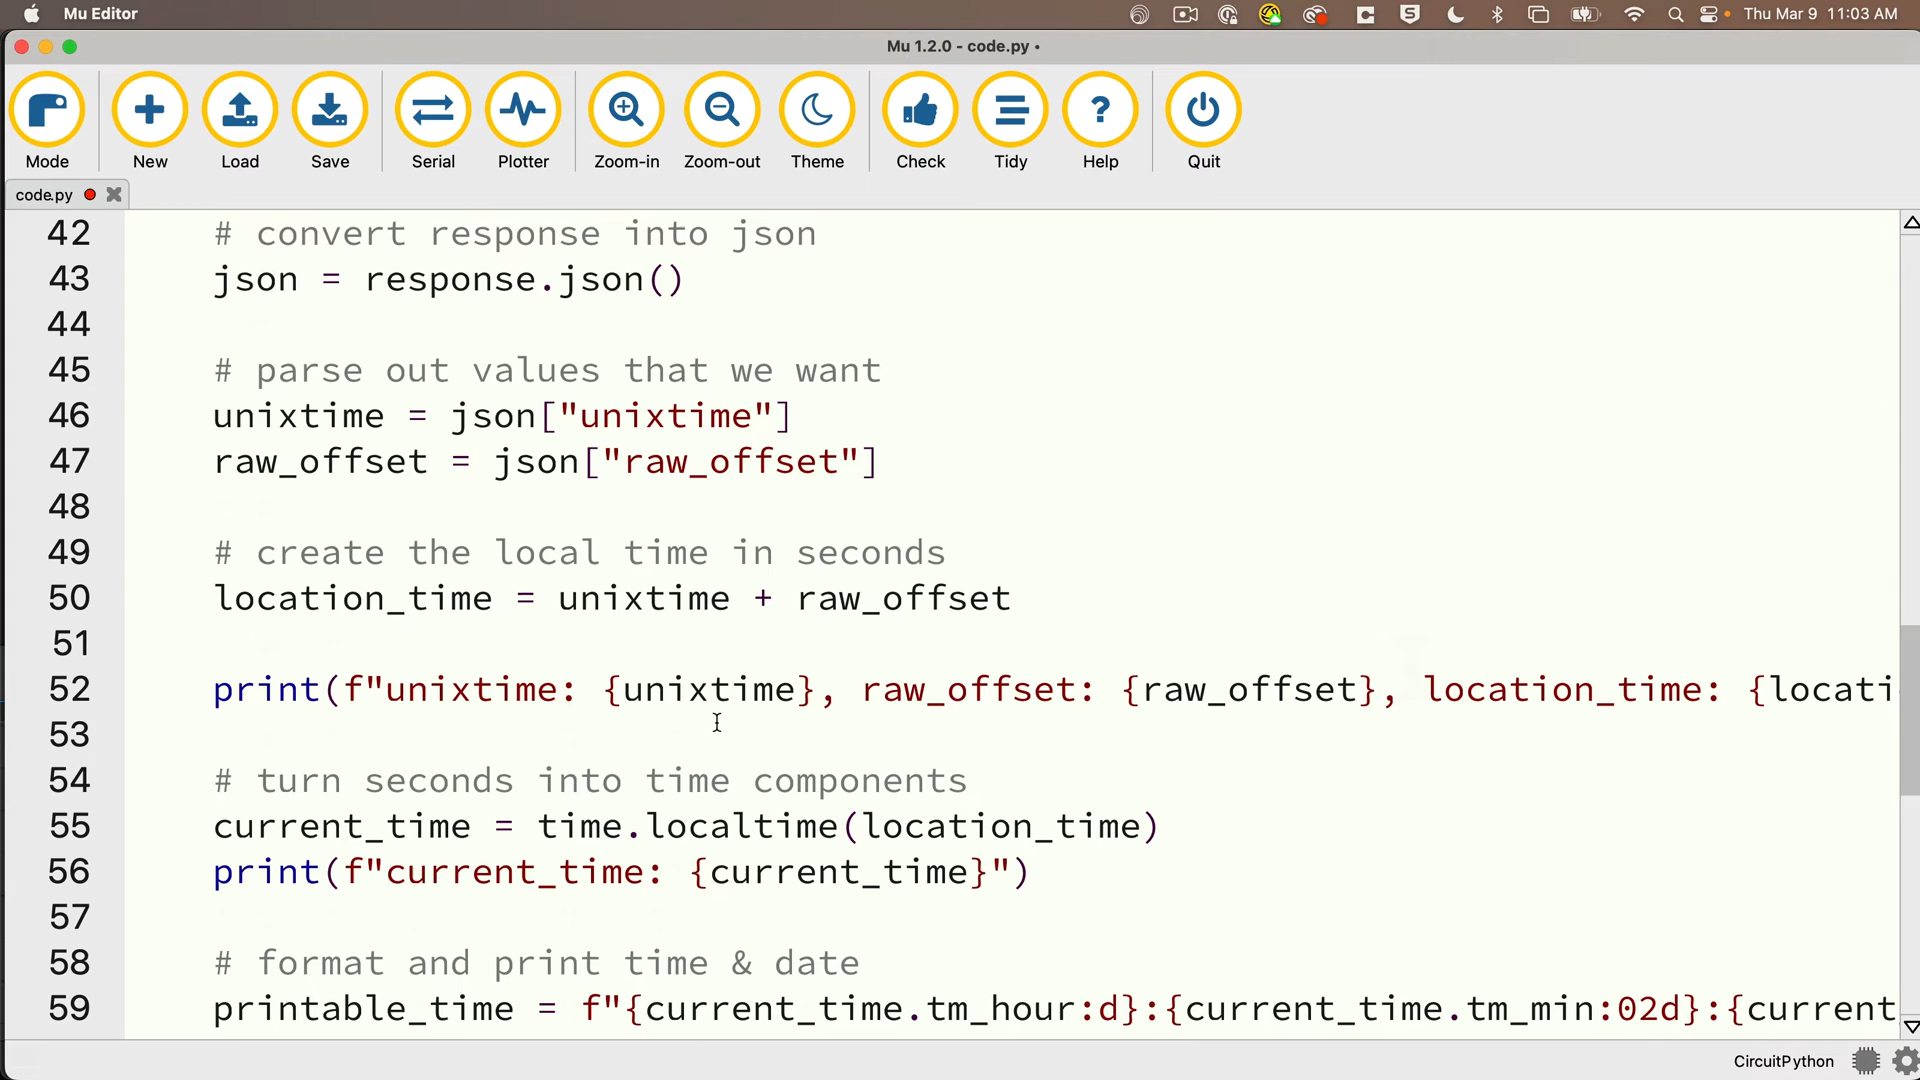 Mu Editor
Thu Mar 9 11:03 AM
Mu 1.2.0 - code.py •
Mode New Load Save Serial Plotter Zoom-in Zoom-out Theme Check Tidy Help Quit
code.py
42 # convert response into json
43 json = response.json()
44
45 # parse out values that we want
46 unixtime = json["unixtime"]
47 raw_offset = json["raw_offset"]
48
49 # create the local time in seconds
50 location_time = unixtime + raw_offset
51
52 print(f"unixtime: {unixtime}, raw_offset: {raw_offset}, location_time: {locati
53
54 # turn seconds into time components
55 current_time = time.localtime(location_time)
56 print(f"current_time: {current_time}")
57
58 # format and print time & date
59 printable_time = f"{current_time.tm_hour:d}:{current_time.tm_min:02d}:{current
CircuitPython